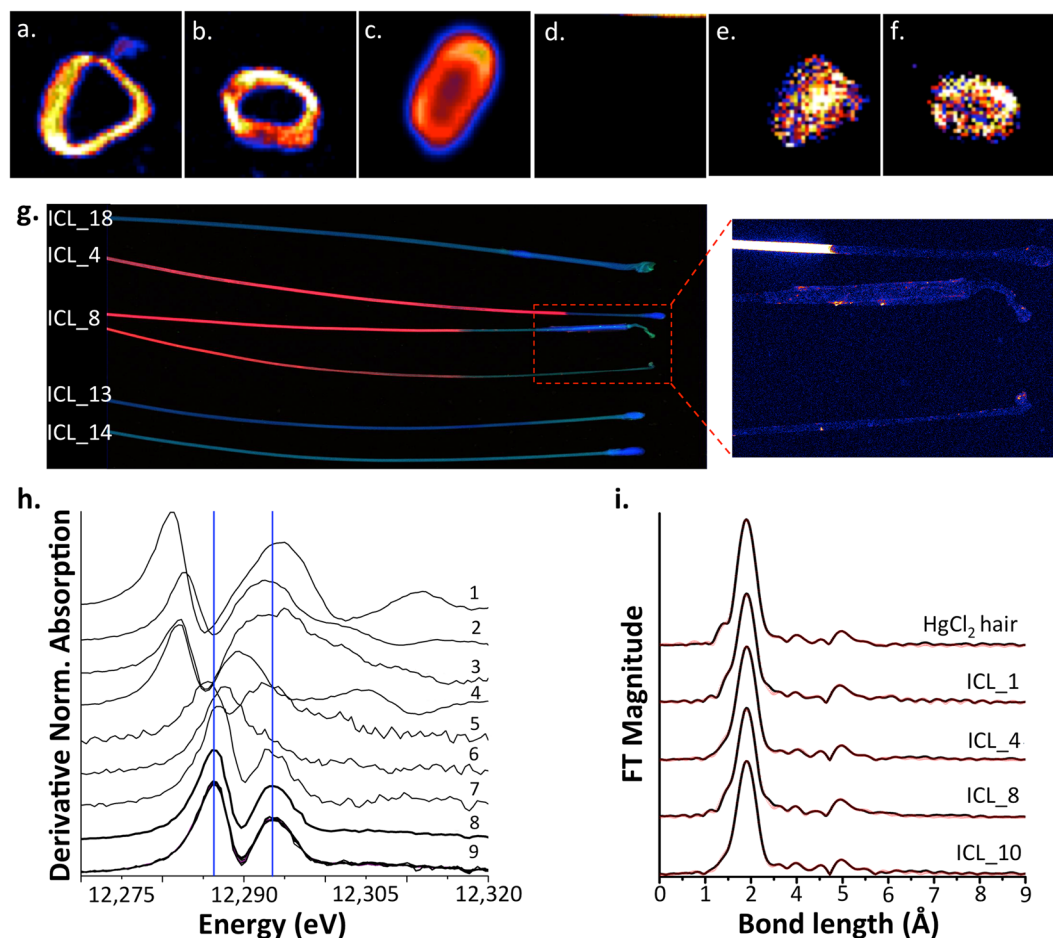 a.
b.
c.
d.
e.
f.
g.
ICL_18
ICL_4
ICL_8
ICL_13
ICL_14
h.
Derivative Norm. Absorption
1
2
3
4
5
6
7
8
9
12,275
12,290
12,305
12,320
Energy (eV)
i.
FT Magnitude
HgCl₂ hair
ICL_1
ICL_4
ICL_8
ICL_10
0 1 2 3 4 5 6 7 8 9
Bond length (Å)